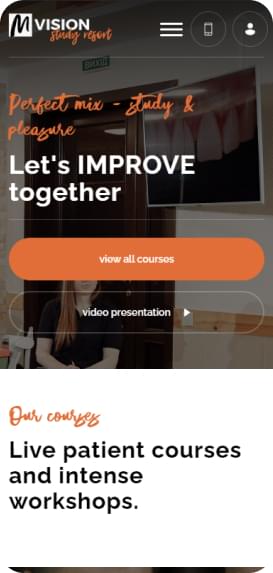 M VISION
study resort
ВИХІД
Perfect mix - study &
pleasure
Let's IMPROVE
together
view all courses
video presentation
Our courses
Live patient courses
and intense
workshops.